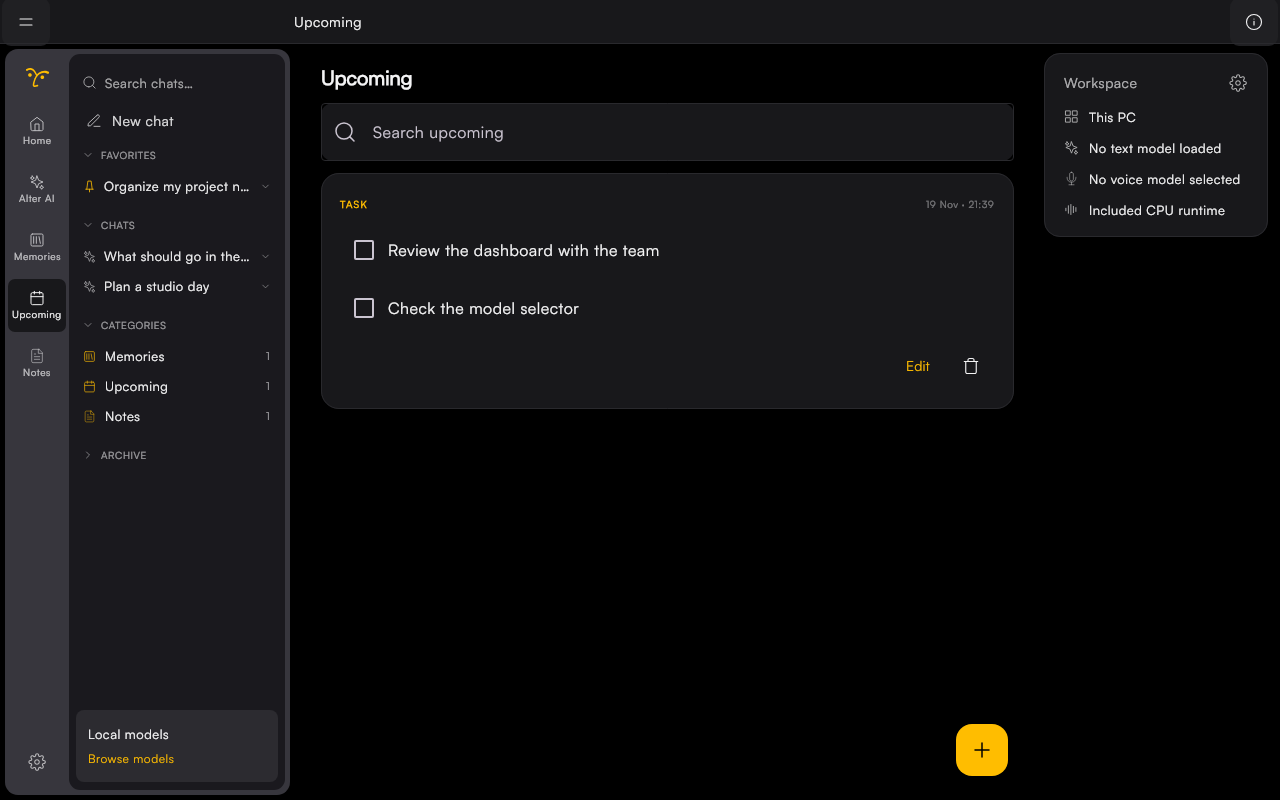 Upcoming
Home
Alter AI
Memories
Upcoming
Notes
Search chats...
New chat
FAVORITES
Organize my project n...
CHATS
What should go in the...
Plan a studio day
CATEGORIES
Memories 1
Upcoming 1
Notes 1
ARCHIVE
Local models
Browse models
Upcoming
Search upcoming
TASK 19 Nov • 21:39
Review the dashboard with the team
Check the model selector
Edit
Workspace
This PC
No text model loaded
No voice model selected
Included CPU runtime